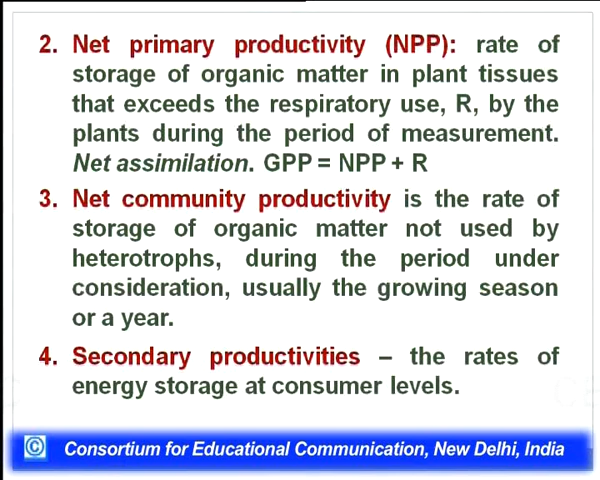 2. Net primary productivity (NPP): rate of
storage of organic matter in plant tissues
that exceeds the respiratory use, R, by the
plants during the period of measurement.
Net assimilation. GPP = NPP + R
3. Net community productivity is the rate of
storage of organic matter not used by
heterotrophs, during the period under
consideration, usually the growing season
or a year.
4. Secondary productivities – the rates of
energy storage at consumer levels.
© Consortium for Educational Communication, New Delhi, India